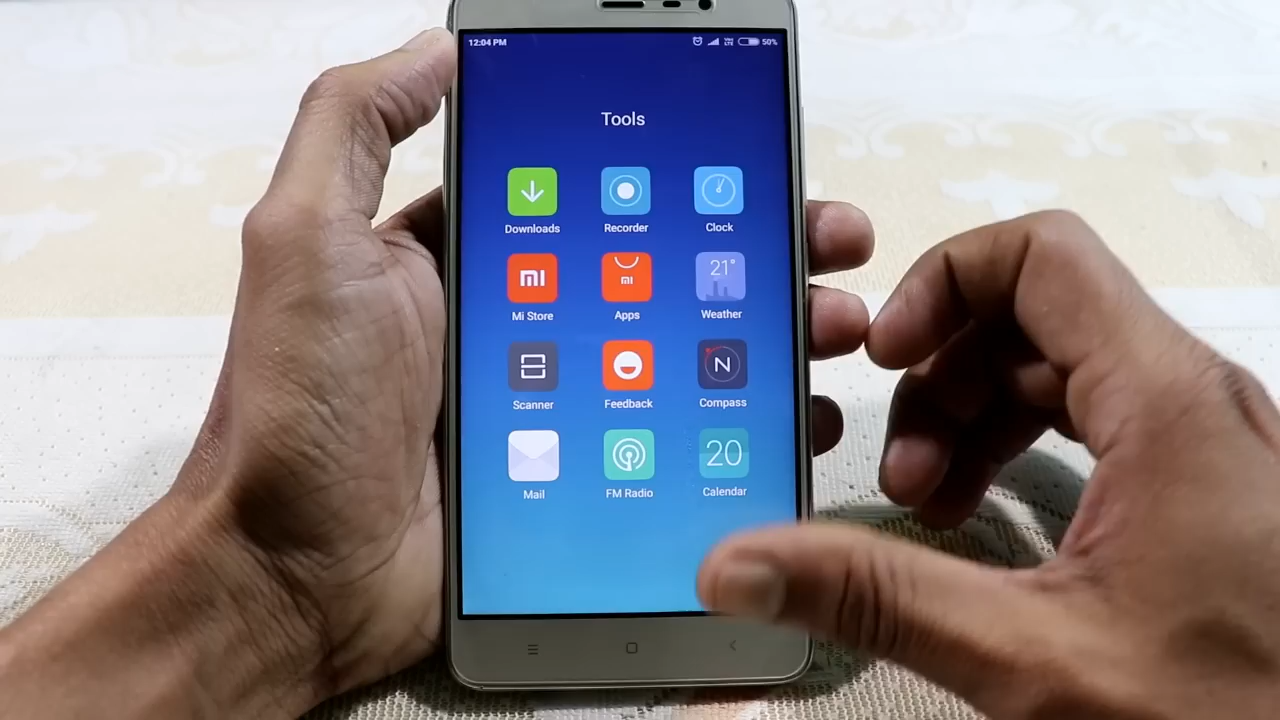 12:04 PM 50%
Tools
Downloads Recorder Clock
21°
mi mi
Mi Store Apps Weather
N
Scanner Feedback Compass
20
Mail FM Radio Calendar